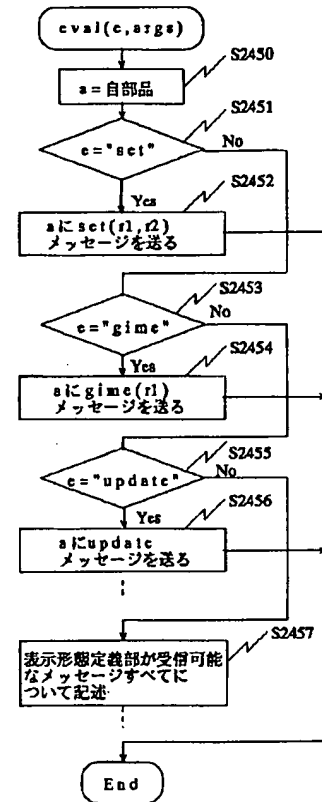 eval(e,args)
S2450
a=自部品
S2451
e="set"
No
Yes
S2452
aにset(r1,r2)
メッセージを送る
S2453
e="gime"
No
Yes
S2454
aにgime(r1)
メッセージを送る
S2455
e="update"
No
Yes
S2456
aにupdate
メッセージを送る
S2457
表示形態定義部が受信可能
なメッセージすべてに
ついて記述
End